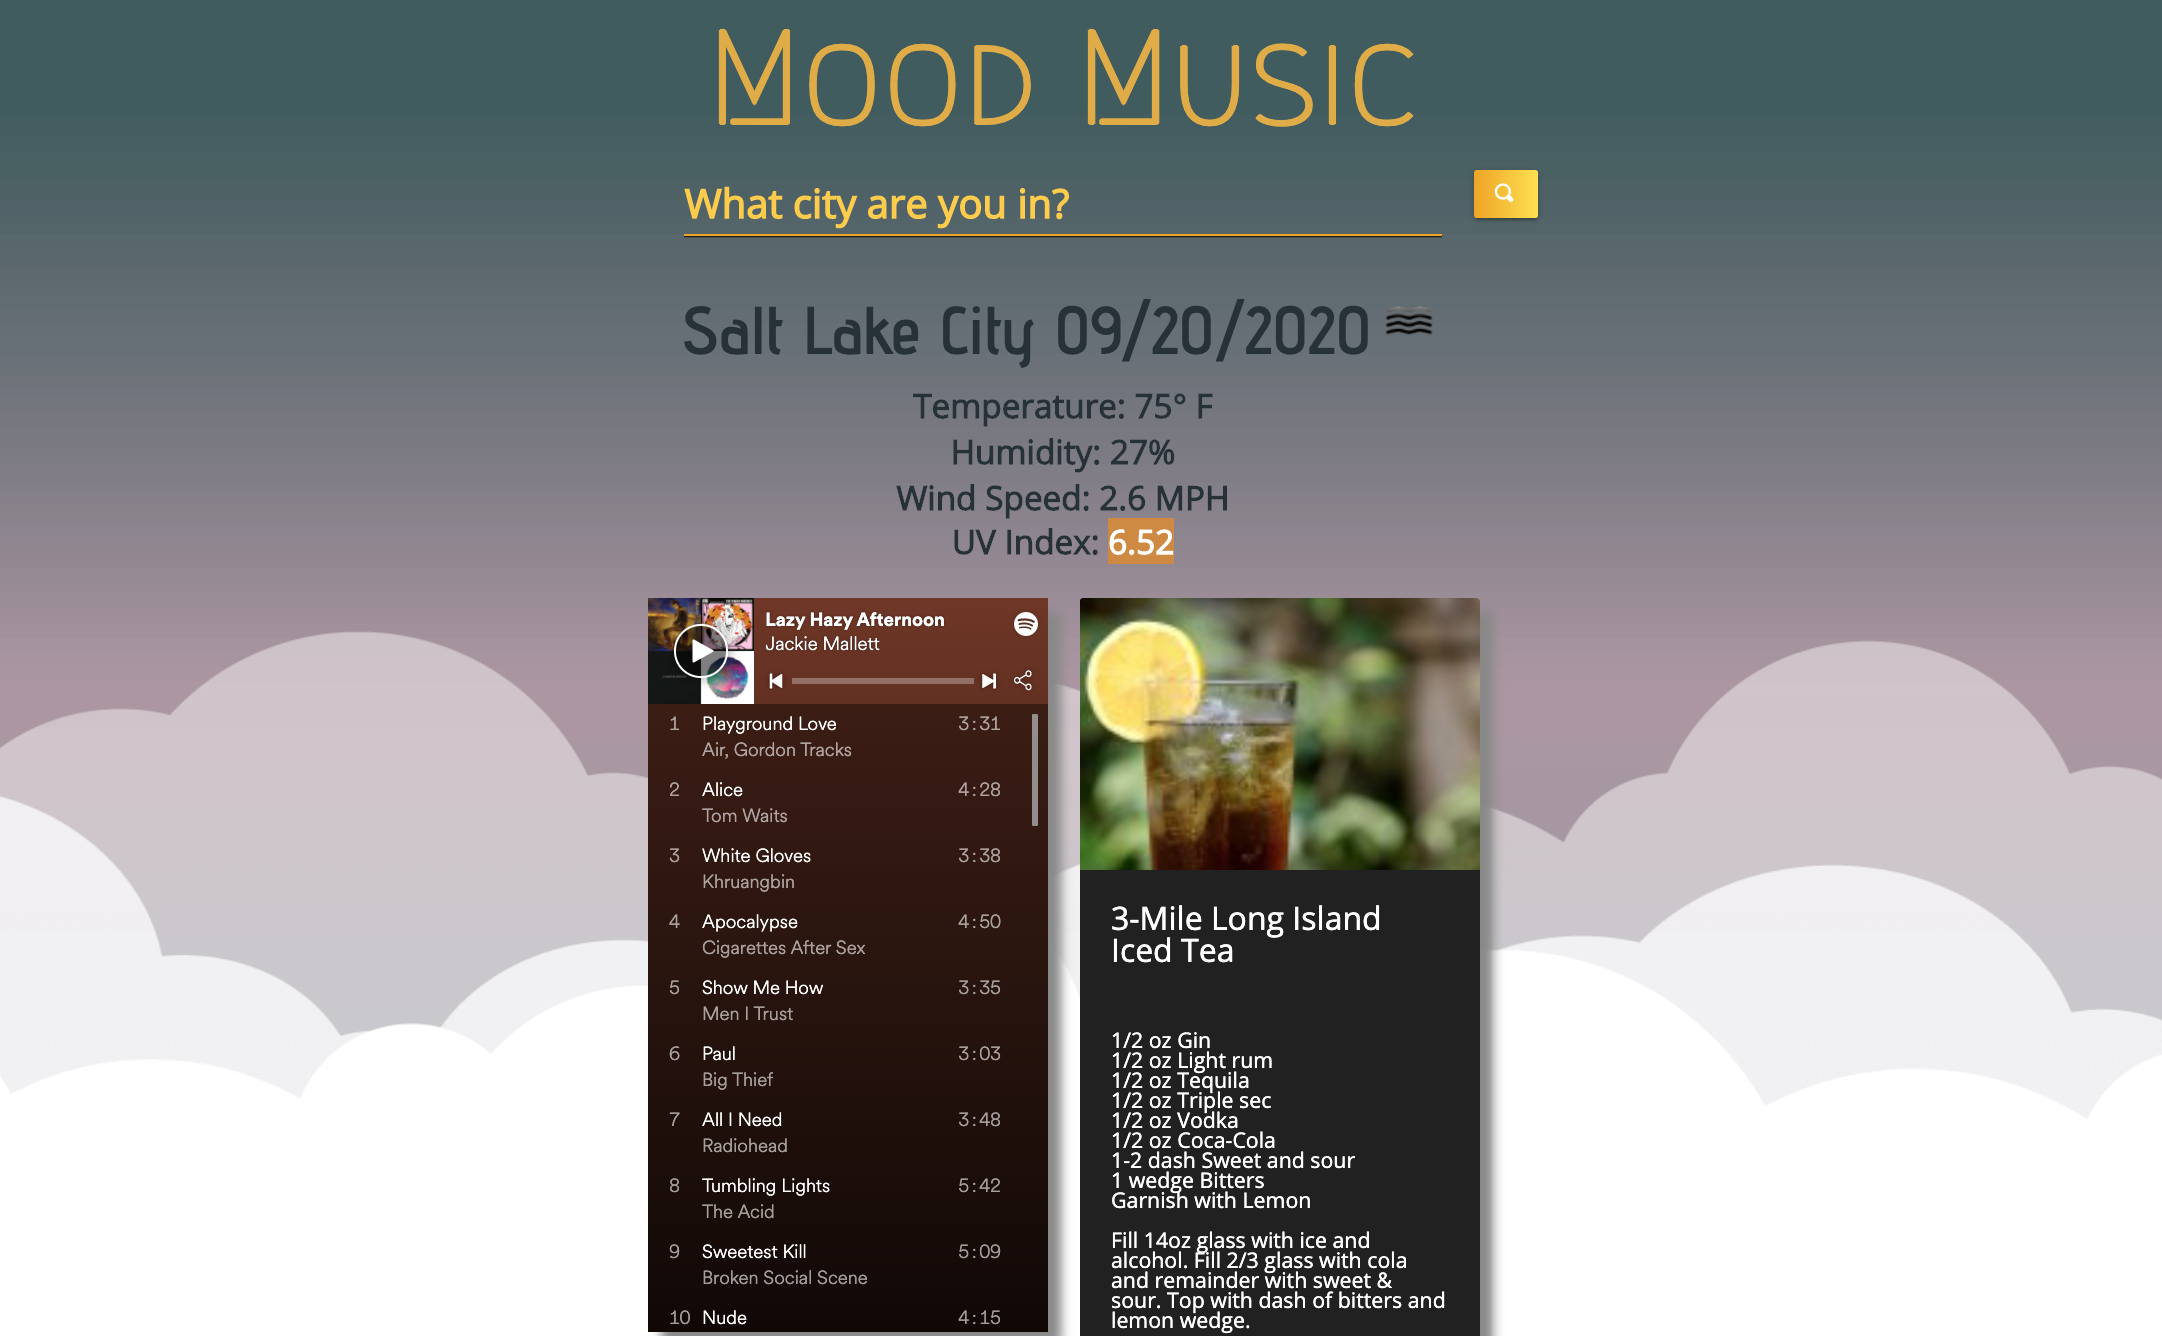 Mood Music
What city are you in?
Salt Lake City 09/20/2020
Temperature: 75° F
Humidity: 27%
Wind Speed: 2.6 MPH
UV Index: 6.52
Lazy Hazy Afternoon
Jackie Mallett
1 Playground Love 3:31
Air, Gordon Tracks
2 Alice 4:28
Tom Waits
3 White Gloves 3:38
Khruangbin
4 Apocalypse 4:50
Cigarettes After Sex
5 Show Me How 3:35
Men I Trust
6 Paul 3:03
Big Thief
7 All I Need 3:48
Radiohead
8 Tumbling Lights 5:42
The Acid
9 Sweetest Kill 5:09
Broken Social Scene
10 Nude 4:15
3-Mile Long Island
Iced Tea
1/2 oz Gin
1/2 oz Light rum
1/2 oz Tequila
1/2 oz Triple sec
1/2 oz Vodka
1/2 oz Coca-Cola
1-2 dash Sweet and sour
1 wedge Bitters
Garnish with Lemon
Fill 14oz glass with ice and
alcohol. Fill 2/3 glass with cola
and remainder with sweet &
sour. Top with dash of bitters and
lemon wedge.